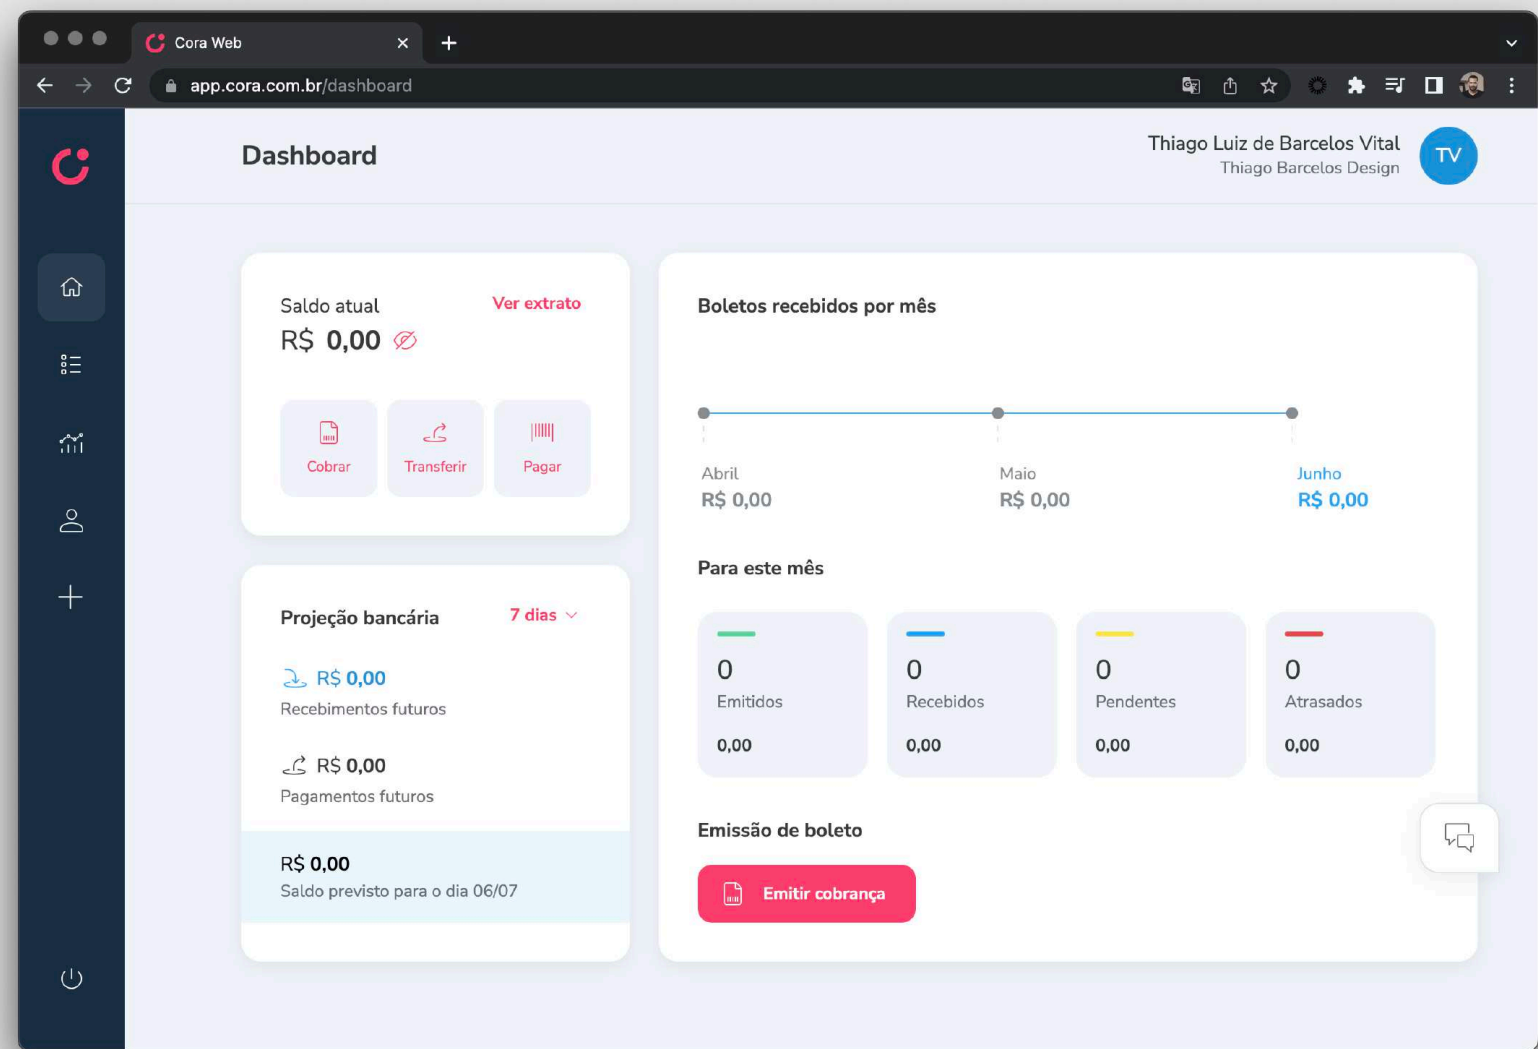 Cora Web
app.cora.com.br/dashboard
Dashboard
Thiago Luiz de Barcelos Vital
Thiago Barcelos Design
TV
Saldo atual
Ver extrato
R$ 0,00
Cobrar
Transferir
Pagar
Projeção bancária
7 dias
R$ 0,00
Recebimentos futuros
R$ 0,00
Pagamentos futuros
R$ 0,00
Saldo previsto para o dia 06/07
Boletos recebidos por mês
Abril
R$ 0,00
Maio
R$ 0,00
Junho
R$ 0,00
Para este mês
0
Emitidos
0,00
0
Recebidos
0,00
0
Pendentes
0,00
0
Atrasados
0,00
Emissão de boleto
Emitir cobrança